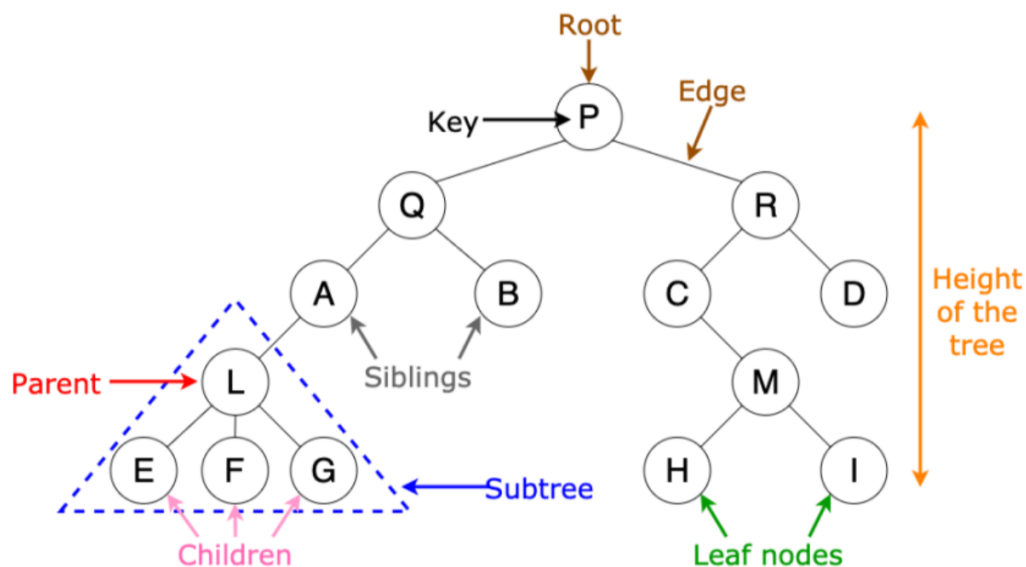 Root
Edge
Key
P
Q
R
A
B
C
D
Height
of the
tree
Siblings
Parent
L
M
E
F
G
H
I
Subtree
Children
Leaf nodes